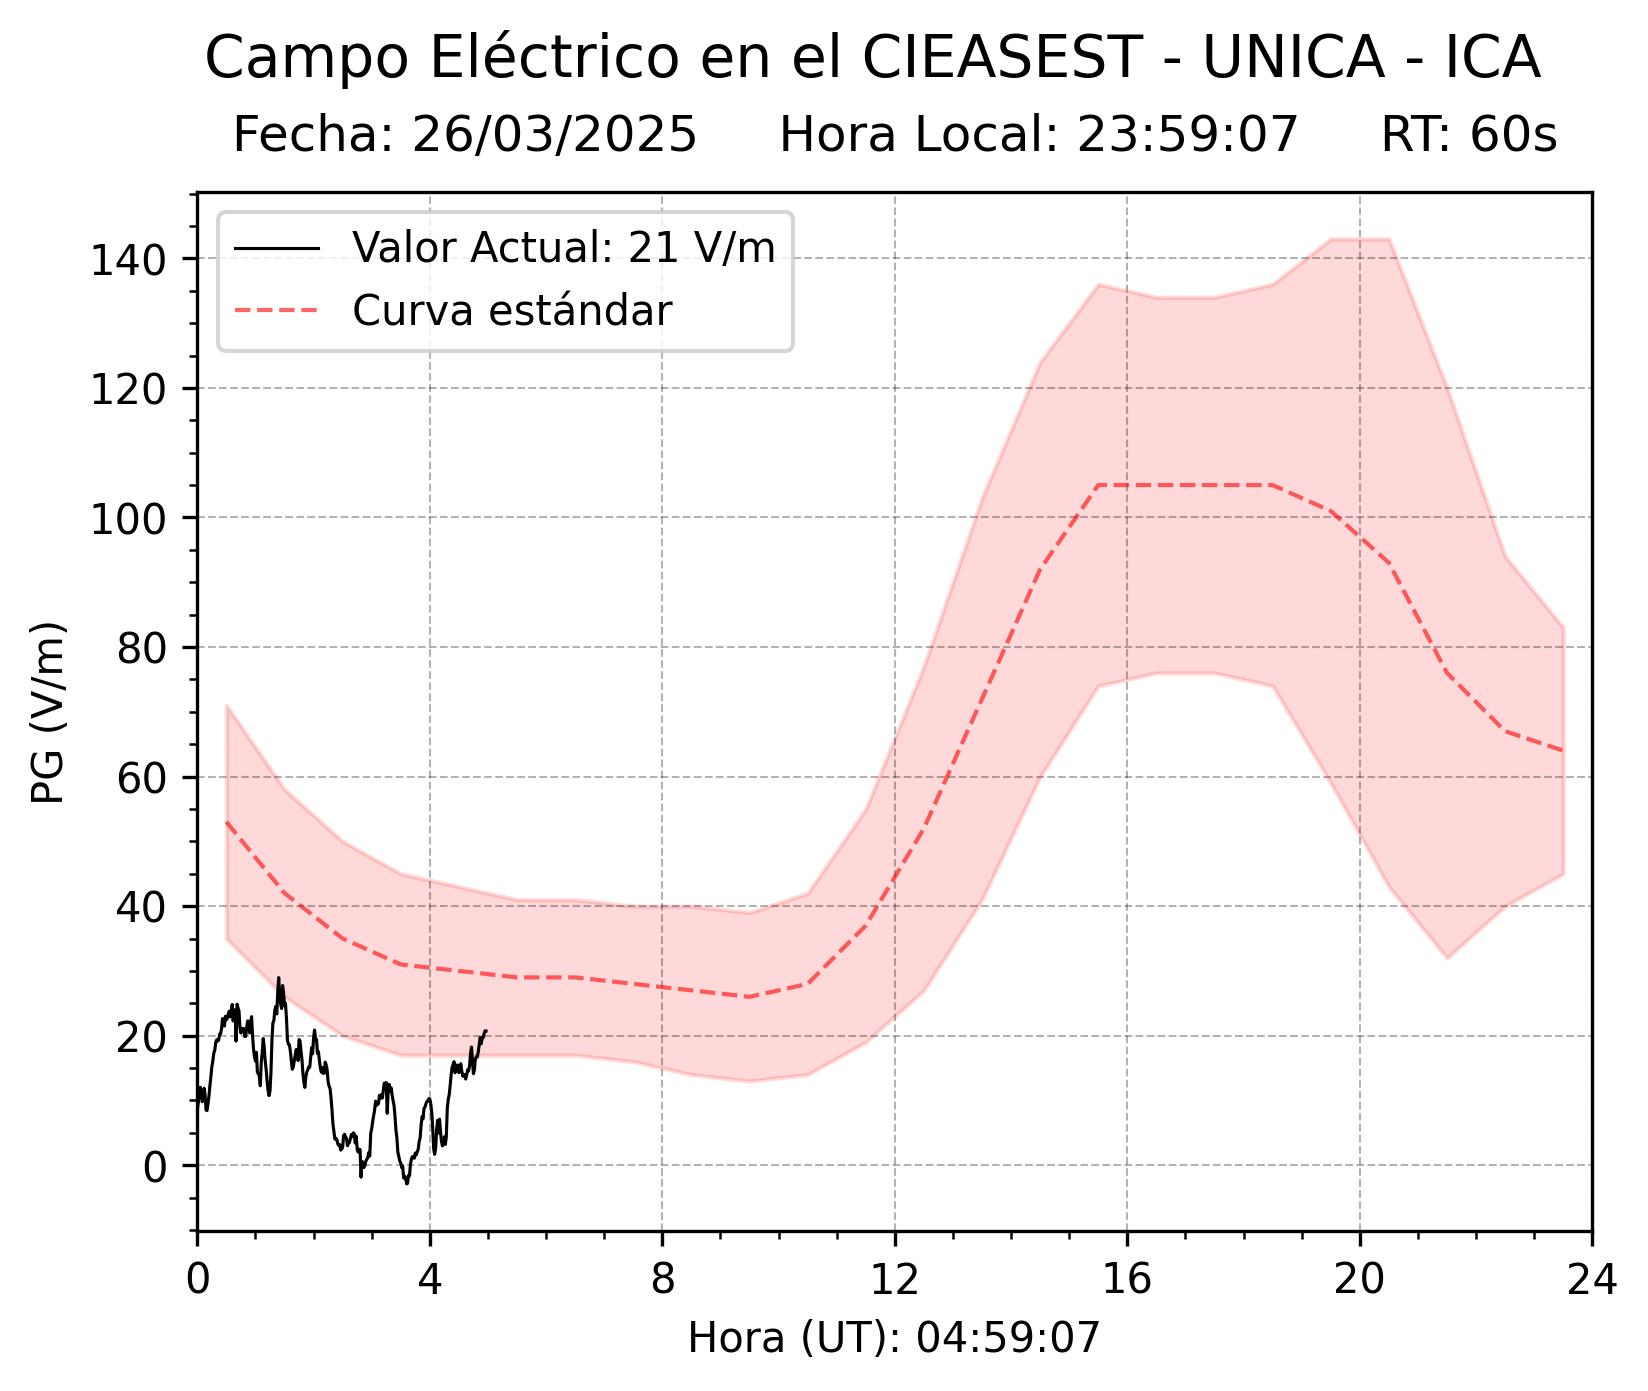 Campo Eléctrico en el CIEASEST - UNICA - ICA
Fecha: 26/03/2025 Hora Local: 23:59:07 RT: 60s
Valor Actual: 21 V/m
Curva estándar
PG (V/m)
140
120
100
80
60
40
20
0
0 4 8 12 16 20 24
Hora (UT): 04:59:07